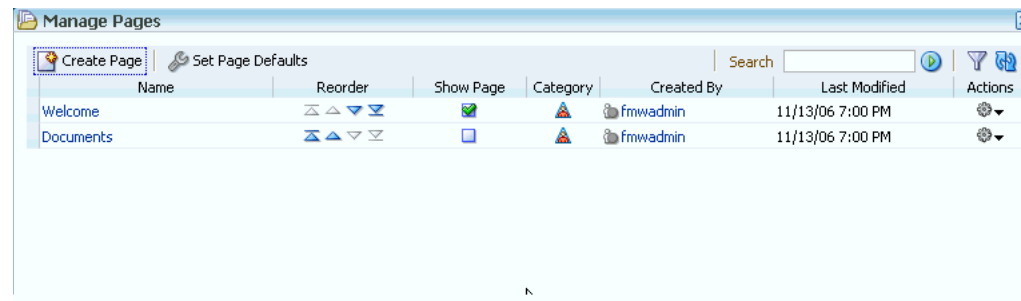 Manage Pages
Create Page Set Page Defaults Search
Name Reorder Show Page Category Created By Last Modified Actions
Welcome fmwadmin 11/13/06 7:00 PM
Documents fmwadmin 11/13/06 7:00 PM